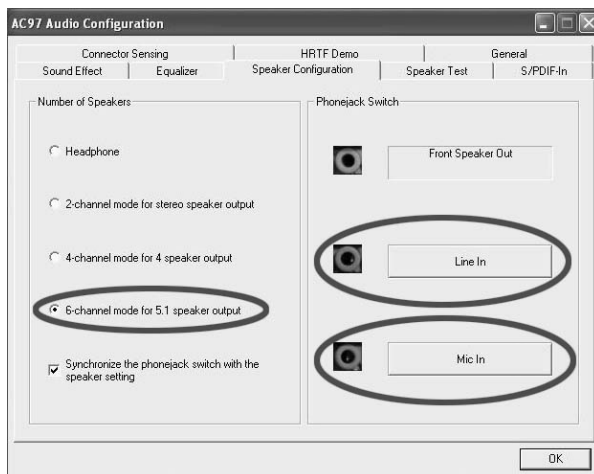 AC97 Audio Configuration
Connector Sensing
HRTF Demo
General
Sound Effect
Equalizer
Speaker Configuration
Speaker Test
S/PDIF-In
Number of Speakers
Headphone
2-channel mode for stereo speaker output
4-channel mode for 4 speaker output
6-channel mode for 5.1 speaker output
Synchronize the phonejack switch with the
speaker setting
Phonejack Switch
Front Speaker Out
Line In
Mic In
OK